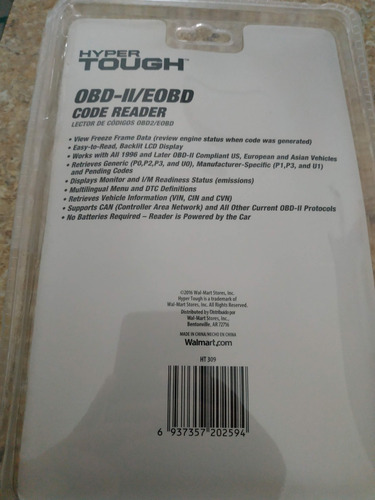 HYPER
TOUGH™
OBD-II/EOBD
CODE READER
LECTOR DE CÓDIGOS OBD2/EOBD
• View Freeze Frame Data (review engine status when code was generated)
• Easy-to-Read, Backlit LCD Display
• Works with All 1996 and Later OBD-II Compliant US, European and Asian Vehicles
• Retrieves Generic (P0,P2,P3, and U0), Manufacturer-Specific (P1,P3, and U1)
and Pending Codes
• Displays Monitor and I/M Readiness Status (emissions)
• Multilingual Menu and DTC Definitions
• Retrieves Vehicle Information (VIN, CIN and CVN)
• Supports CAN (Controller Area Network) and All Other Current OBD-II Protocols
• No Batteries Required – Reader is Powered by the Car
©2016 Wal-Mart Stores, Inc.
Hyper Tough is a trademark of
Wal-Mart Stores, Inc. All Rights Reserved.
Distributed by/Distribuido por
Wal-Mart Stores, Inc.,
Bentonville, AR 72716
MADE IN CHINA/HECHO EN CHINA
Walmart.com
HT 309
6 937357 202594